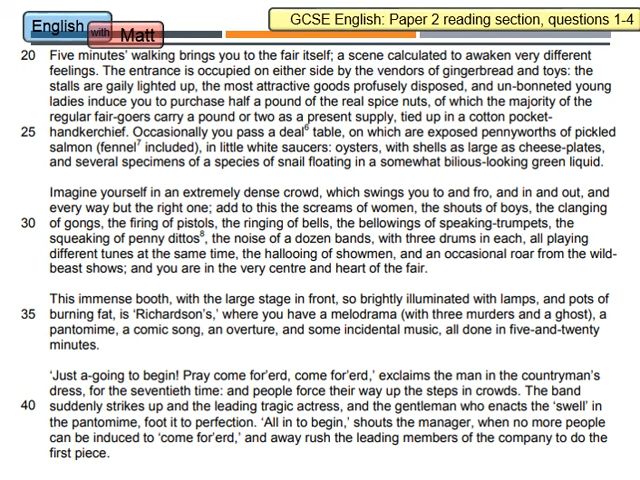 English with Matt
GCSE English: Paper 2 reading section, questions 1-4
20 Five minutes' walking brings you to the fair itself; a scene calculated to awaken very different
feelings. The entrance is occupied on either side by the vendors of gingerbread and toys: the
stalls are gaily lighted up, the most attractive goods profusely disposed, and un-bonneted young
ladies induce you to purchase half a pound of the real spice nuts, of which the majority of the
regular fair-goers carry a pound or two as a present supply, tied up in a cotton pocket-
25 handkerchief. Occasionally you pass a deal⁶ table, on which are exposed pennyworths of pickled
salmon (fennel⁷ included), in little white saucers: oysters, with shells as large as cheese-plates,
and several specimens of a species of snail floating in a somewhat bilious-looking green liquid.
Imagine yourself in an extremely dense crowd, which swings you to and fro, and in and out, and
every way but the right one; add to this the screams of women, the shouts of boys, the clanging
30 of gongs, the firing of pistols, the ringing of bells, the bellowings of speaking-trumpets, the
squeaking of penny dittos⁸, the noise of a dozen bands, with three drums in each, all playing
different tunes at the same time, the hallooing of showmen, and an occasional roar from the wild-
beast shows; and you are in the very centre and heart of the fair.
This immense booth, with the large stage in front, so brightly illuminated with lamps, and pots of
35 burning fat, is 'Richardson's,' where you have a melodrama (with three murders and a ghost), a
pantomime, a comic song, an overture, and some incidental music, all done in five-and-twenty
minutes.
'Just a-going to begin! Pray come for'erd, come for'erd,' exclaims the man in the countryman's
dress, for the seventieth time: and people force their way up the steps in crowds. The band
40 suddenly strikes up and the leading tragic actress, and the gentleman who enacts the 'swell' in
the pantomime, foot it to perfection. 'All in to begin,' shouts the manager, when no more people
can be induced to 'come for'erd,' and away rush the leading members of the company to do the
first piece.